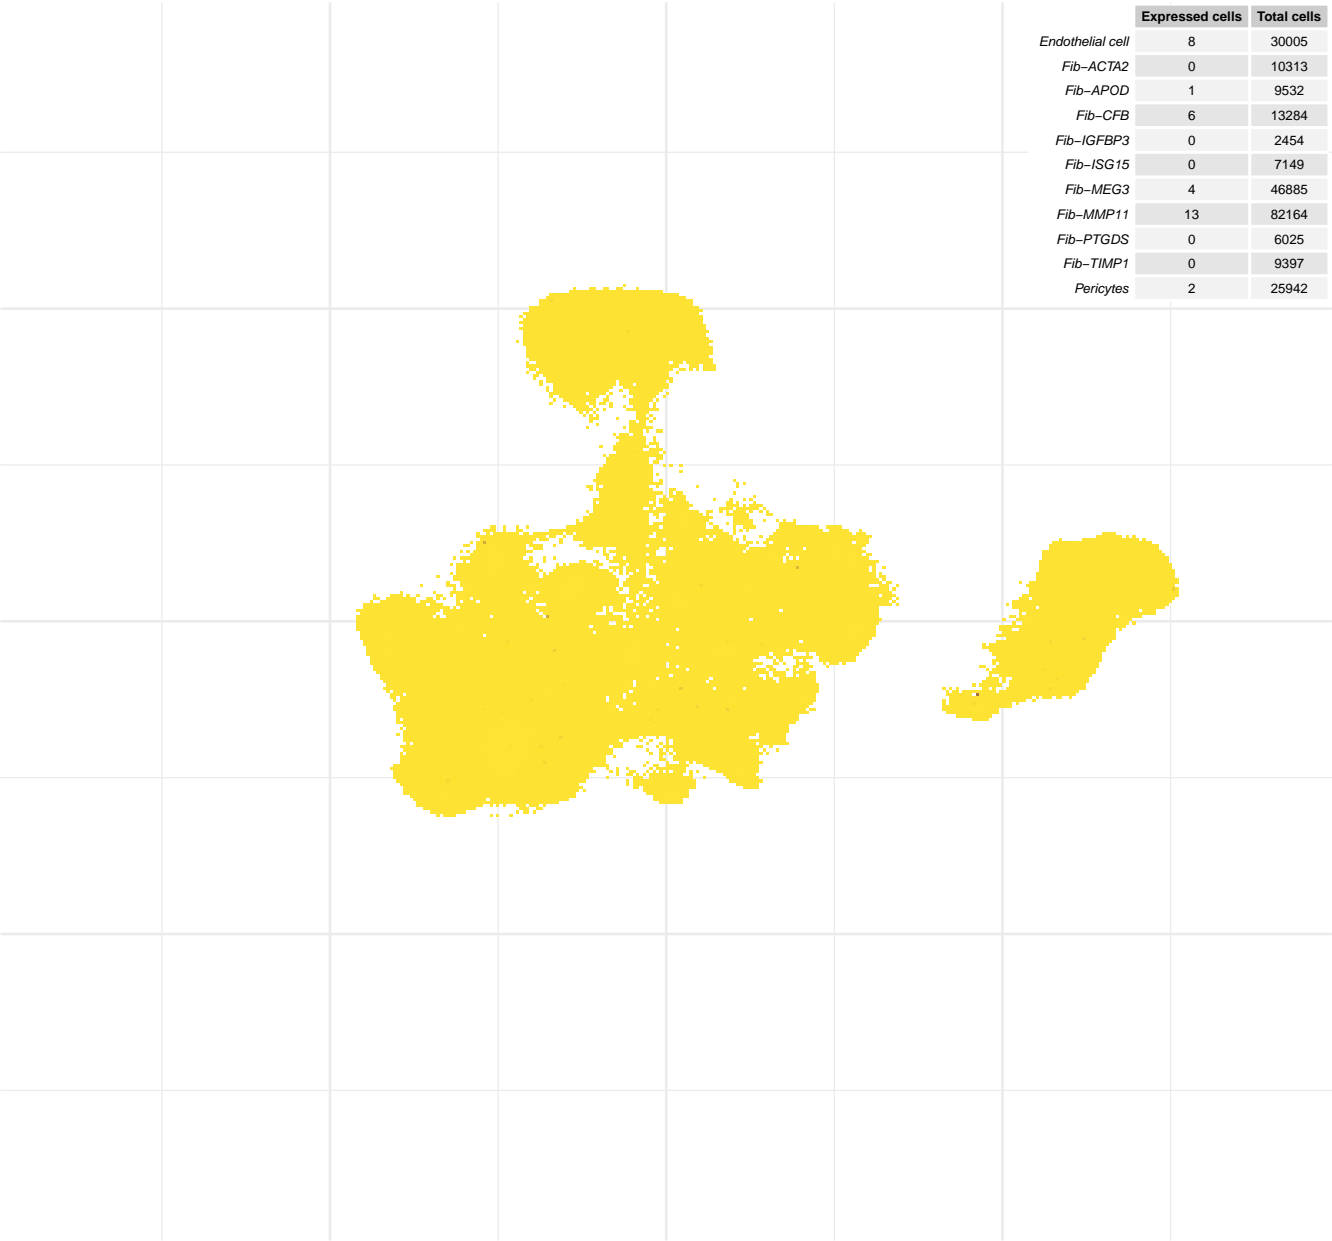 Expressed cells Total cells
Endothelial cell 8 30005
Fib−ACTA2 0 10313
Fib−APOD 1 9532
Fib−CFB 6 13284
Fib−IGFBP3 0 2454
Fib−ISG15 0 7149
Fib−MEG3 4 46885
Fib−MMP11 13 82164
Fib−PTGDS 0 6025
Fib−TIMP1 0 9397
Pericytes 2 25942